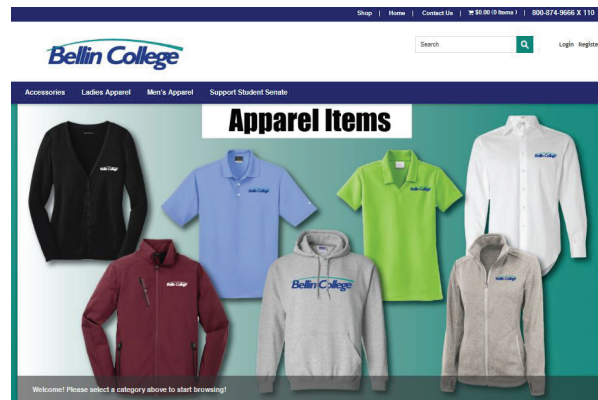 Shop | Home | Contact Us | $0.00 (0 Items ) | 800-874-9666 X 110
Bellin College
Search
Login Registe
Accessories Ladies Apparel Men's Apparel Support Student Senate
Apparel Items
Bellin College
Bellin College
Bellin College
Bellin College
Bellin College
Bellin College
Bellin College
Welcome! Please select a category above to start browsing!